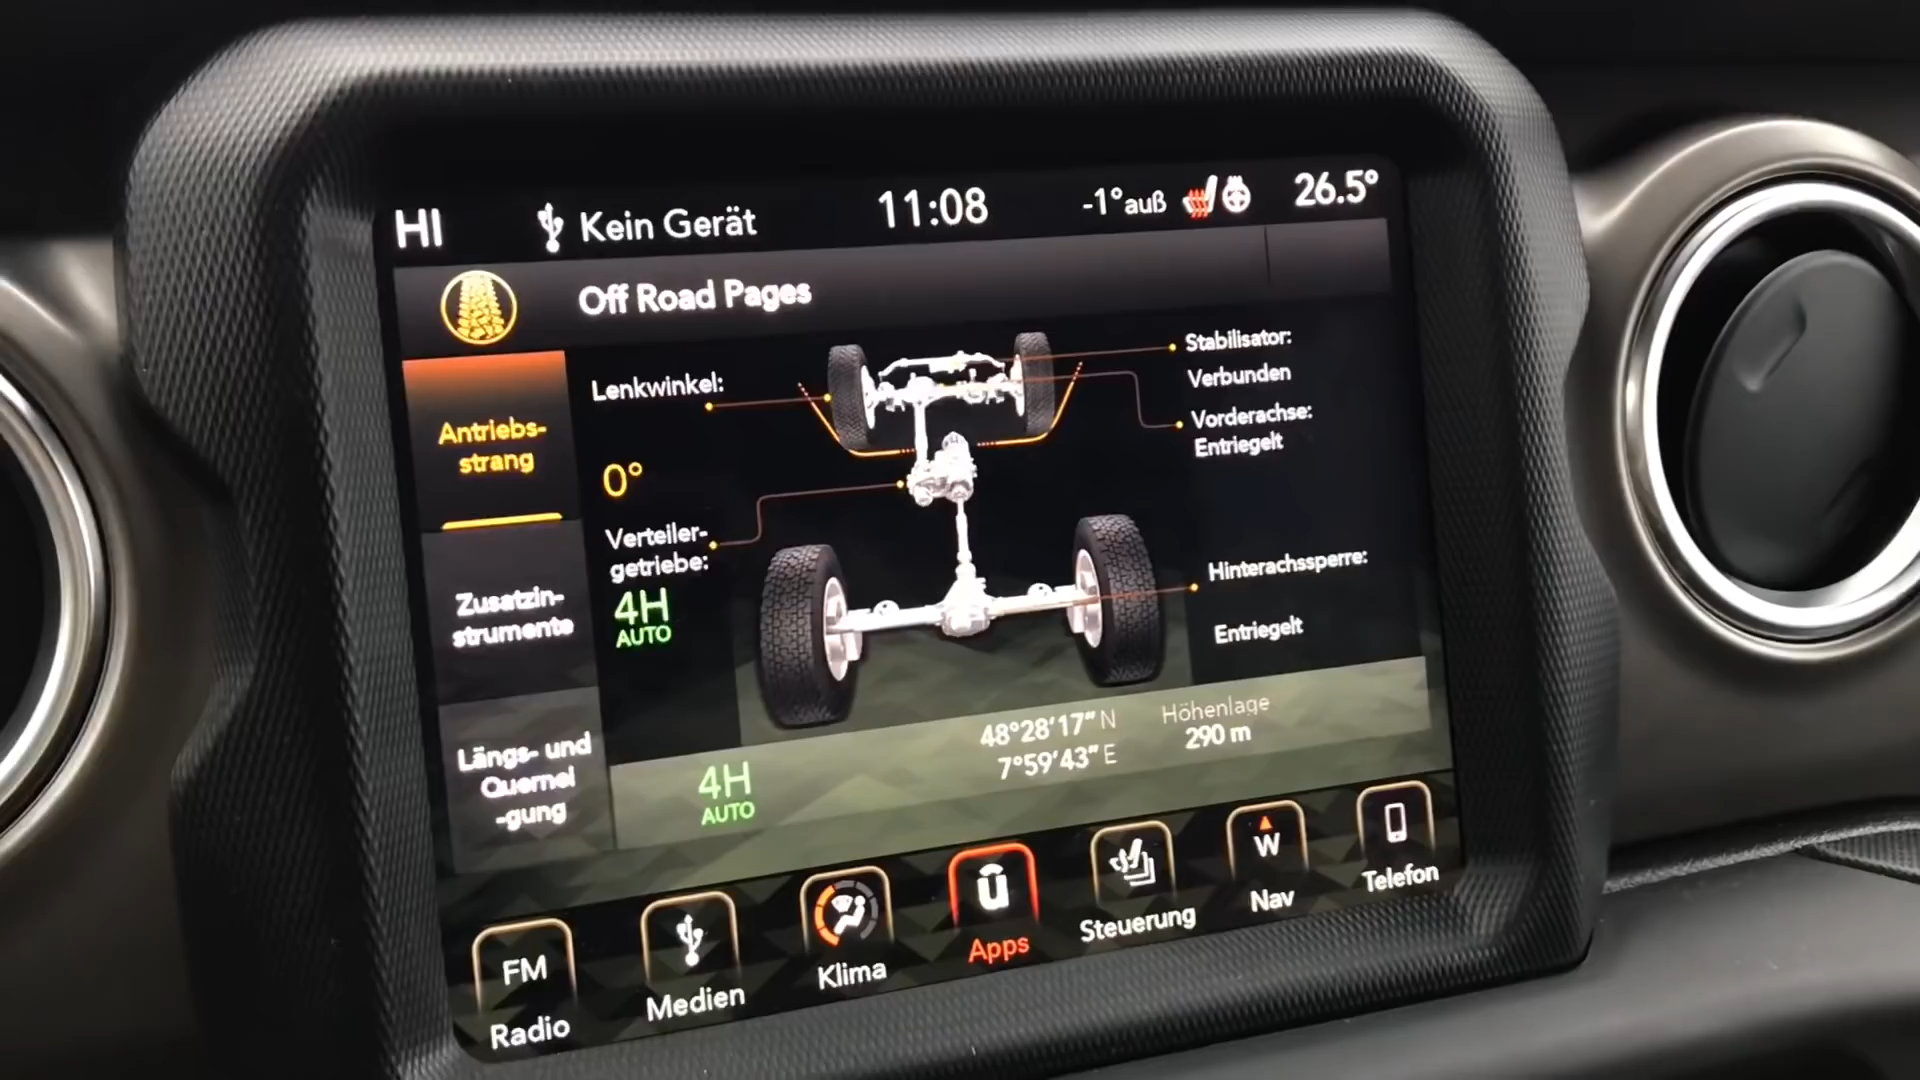 HI
Kein Gerät
11:08
-1°auß
26.5°
Off Road Pages
Antriebs-
strang
Zusatzin-
strumente
Längs- und
Quernei
-gung
Lenkwinkel:
0°
Verteiler-
getriebe:
4H
AUTO
Stabilisator:
Verbunden
Vorderachse:
Entriegelt
Hinterachssperre:
Entriegelt
4H
AUTO
48°28'17" N
7°59'43" E
Höhenlage
290 m
FM
Radio
Medien
Klima
ü
Apps
Steuerung
W
Nav
Telefon